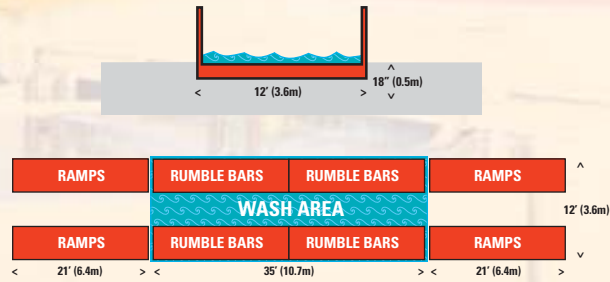 18" (0.5m)
< 12' (3.6m) >
RAMPS RUMBLE BARS RUMBLE BARS RAMPS
WASH AREA
12' (3.6m)
RAMPS RUMBLE BARS RUMBLE BARS RAMPS
< 21' (6.4m) > < 35' (10.7m) > < 21' (6.4m) >